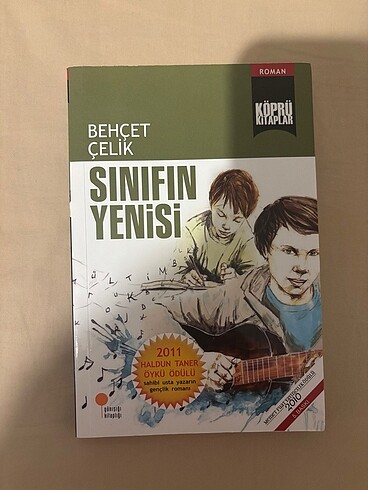 ROMAN
KÖPRÜ
KİTAPLAR
BEHÇET
ÇELİK
SINIFIN
YENİSİ
2011
HALDUN TANER
ÖYKÜ ÖDÜLÜ
sahibi usta yazarın
gençlik romanı
günışığı
kitaplığı
2010